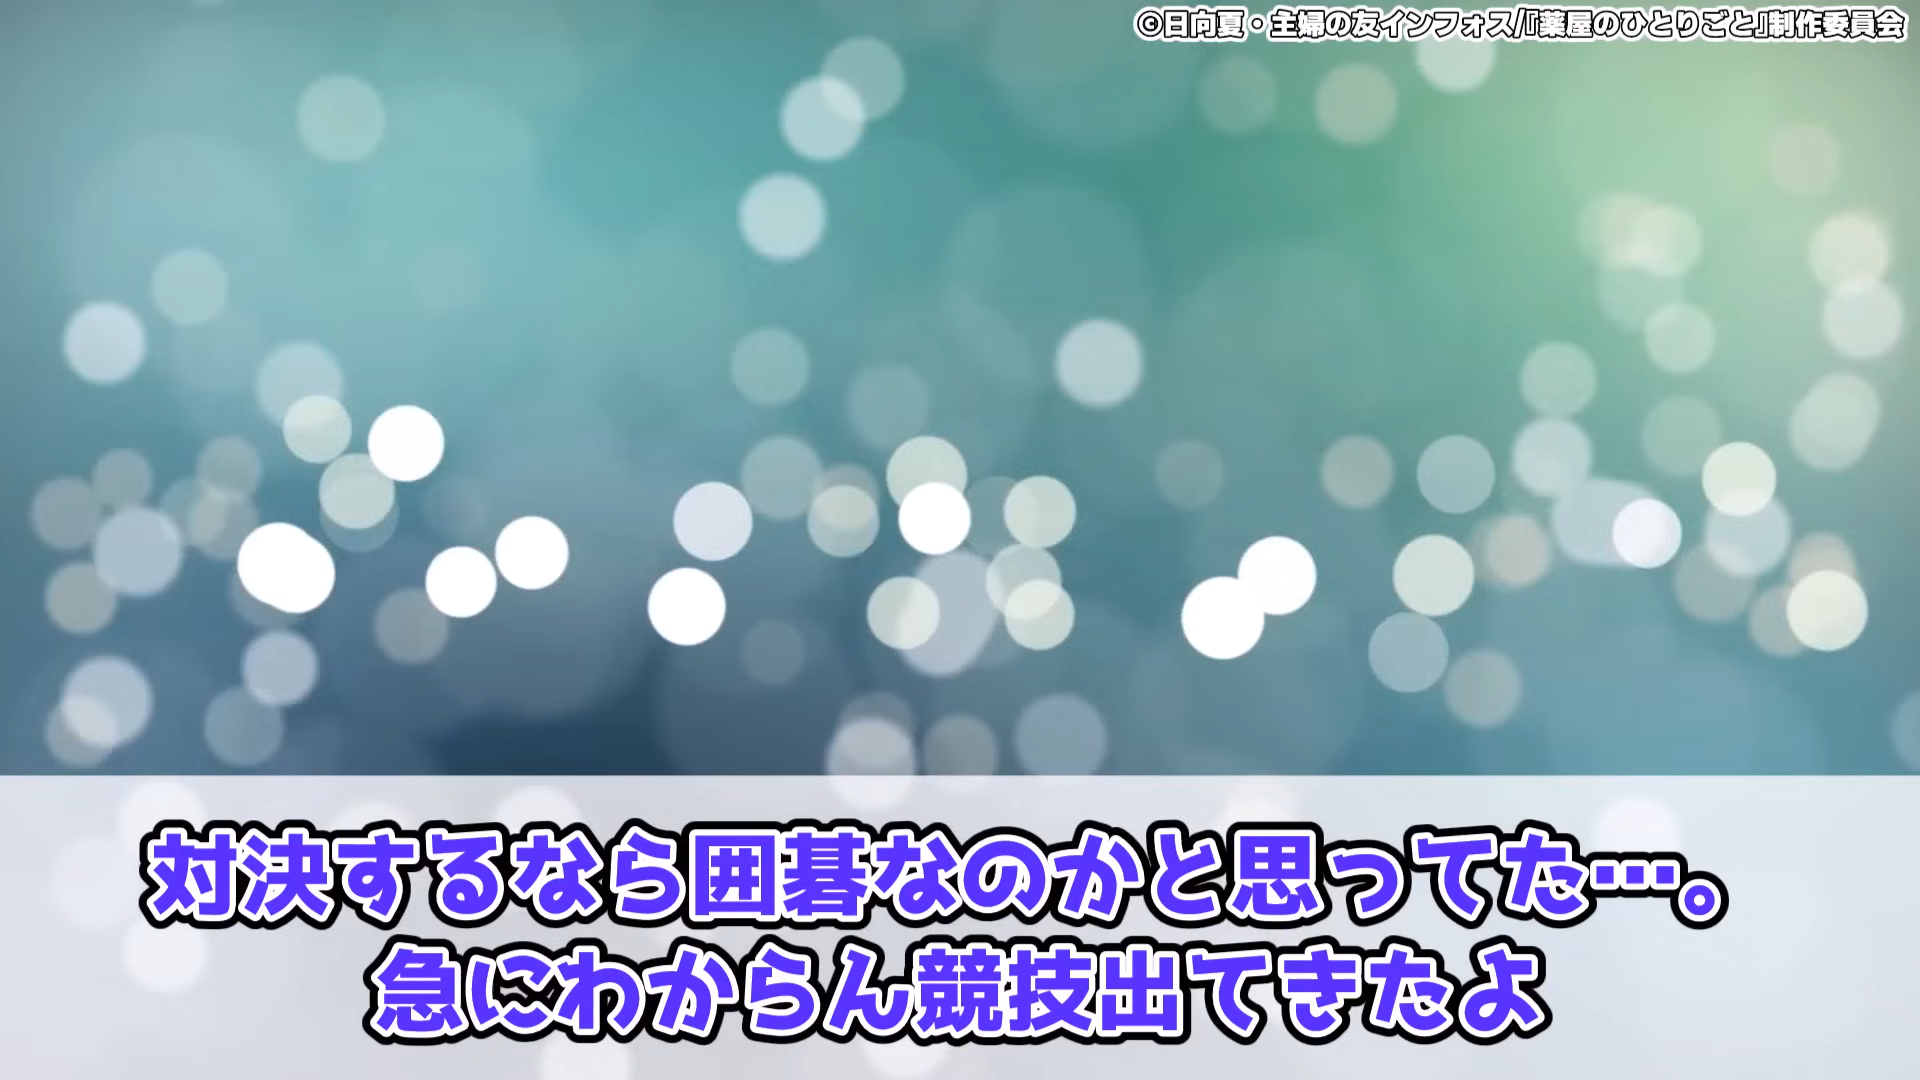 ©日向夏・主婦の友インフォス/『薬屋のひとりごと』制作委員会
対決するなら囲碁なのかと思ってた…。
急にわからん競技出てきたよ